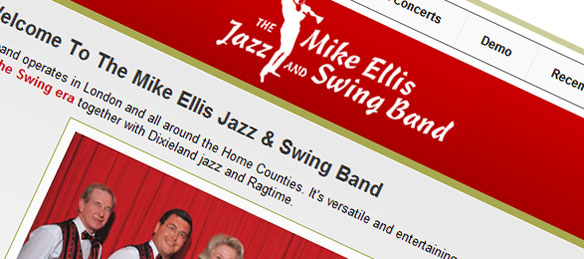 Concerts
Demo
Recen
THE
Mike Ellis
Jazz AND Swing Band
elcome To The Mike Ellis Jazz & Swing Band
and operates in London and all around the Home Counties. It's versatile and entertaining
he Swing era together with Dixieland jazz and Ragtime.